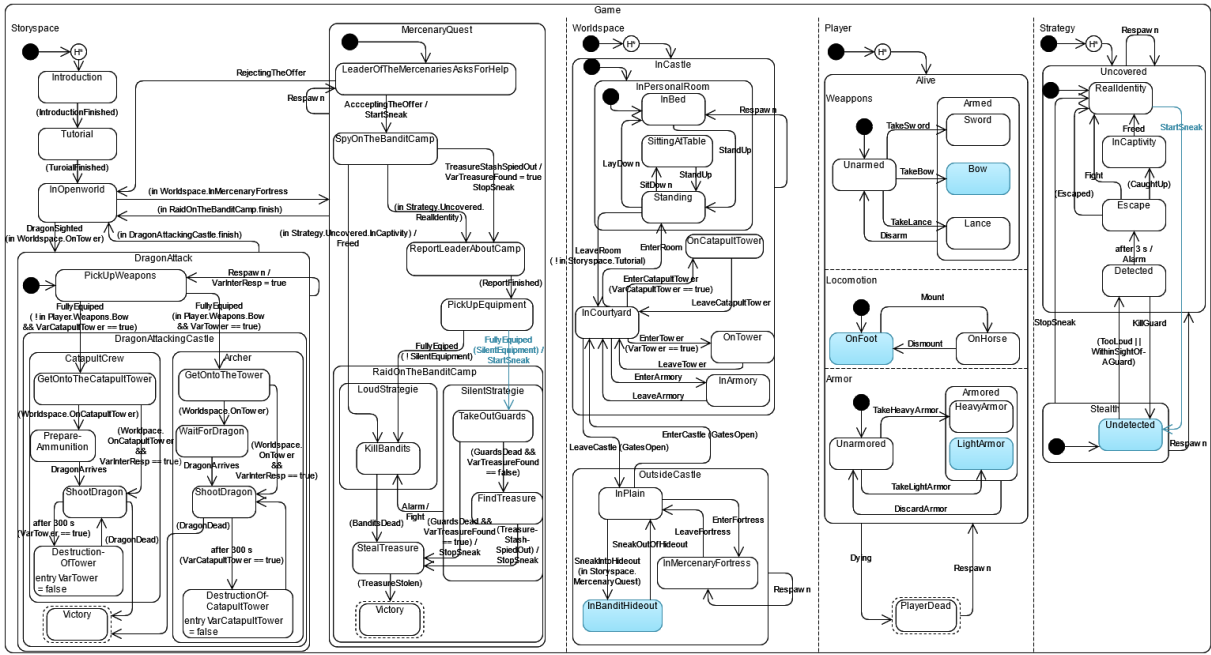 Game
Storyspace
H*
Introduction
(IntroductionFinished)
Tutorial
(TuroialFinished)
InOpenworld
RejectingTheOffer
(in Worldspace.InMercenaryFortress
(in RaidOnTheBanditCamp.finish)
DragonSighted
(in Worldspace.OnTower)
(in DragonAttackingCastle.finish)
DragonAttack
PickUpWeapons
Respawn /
VarInterResp = true
FullyEquiped
( ! in Player.Weapons.Bow
&& VarCatapultTower == true)
FullyEquiped
(in Player.Weapons.Bow
&& VarTower == true)
DragonAttackingCastle
CatapultCrew
GetOntoTheCatapultTower
(Worldspace.OnCatapultTower)
Prepare-
Ammunition
(Worldspace.
OnCatapultTower
&&
VarInterResp == true)
DragonArrives
ShootDragon
after 300 s
(VarTower == true)
(DragonDead)
Destruction-
OfTower
entry VarTower
= false
Victory
Archer
GetOntoTheTower
(Worldspace.OnTower)
WaitForDragon
(Worldspace.
OnTower
&&
VarInterResp == true)
DragonArrives
ShootDragon
(DragonDead)
after 300 s
(VarCatapultTower == true)
DestructionOf-
CatapultTower
entry VarCatapultTower
= false
MercenaryQuest
LeaderOfTheMercenariesAsksForHelp
Respawn
AccceptingTheOffer /
StartSneak
SpyOnTheBanditCamp
TreasureStashSpiedOut /
VarTreasureFound = true
StopSneak
(in Strategy.Uncovered.
RealIdentity)
(in Strategy.Uncovered.InCaptivity) /
Freed
ReportLeaderAboutCamp
(ReportFinished)
PickUpEquipment
FullyEqiped
( ! SilentEquipment)
FullyEquiped
(SilentEquipment) /
StartSneak
RaidOnTheBanditCamp
LoudStrategie
KillBandits
SilentStrategie
TakeOutGuards
(GuardsDead &&
VarTreasureFound
== false)
FindTreasure
Alarm /
Fight
(BanditsDead)
(GuardsDead &&
VarTreasureFound
== true) /
StopSneak
(Treasure-
Stash-
SpiedOut) /
StopSneak
StealTreasure
(TreasureStolen)
Victory
Worldspace
H*
InCastle
InPersonalRoom
InBed
Respawn
SittingAtTable
StandUp
LayDown
StandUp
SitDown
Standing
LeaveRoom
( ! in Storyspace.Tutorial)
EnterRoom
OnCatapultTower
EnterCatapultTower
(VarCatapultTower == true)
LeaveCatapultTower
InCourtyard
EnterTower
(VarTower == true)
OnTower
LeaveTower
EnterArmory
InArmory
LeaveArmory
LeaveCastle (GatesOpen)
EnterCastle (GatesOpen)
OutsideCastle
InPlain
EnterFortress
LeaveFortress
SneakOutOfHideout
SneakIntoHideout
(in Storyspace.
MercenaryQuest)
InMercenaryFortress
InBanditHideout
Respawn
Player
H*
Alive
Weappons
Armed
TakeSword
Sword
Unarmed
TakeBow
Bow
TakeLance
Lance
Disarm
Locomotion
Mount
OnFoot
Dismount
OnHorse
Armor
Armored
TakeHeavyArmor
HeavyArmor
Unarmored
LightArmor
TakeLightArmor
DiscardArmor
Dying
Respawn
PlayerDead
Strategy
H*
Respawn
Uncovered
RealIdentity
StartSneak
Freed
InCaptivity
Fight
(Escaped)
(CaughtUp)
Escape
after 3 s /
Alarm
Detected
StopSneak
KillGuard
(TooLoud ||
WithinSightOf-
AGuard)
Stealth
Undetected
Respawn